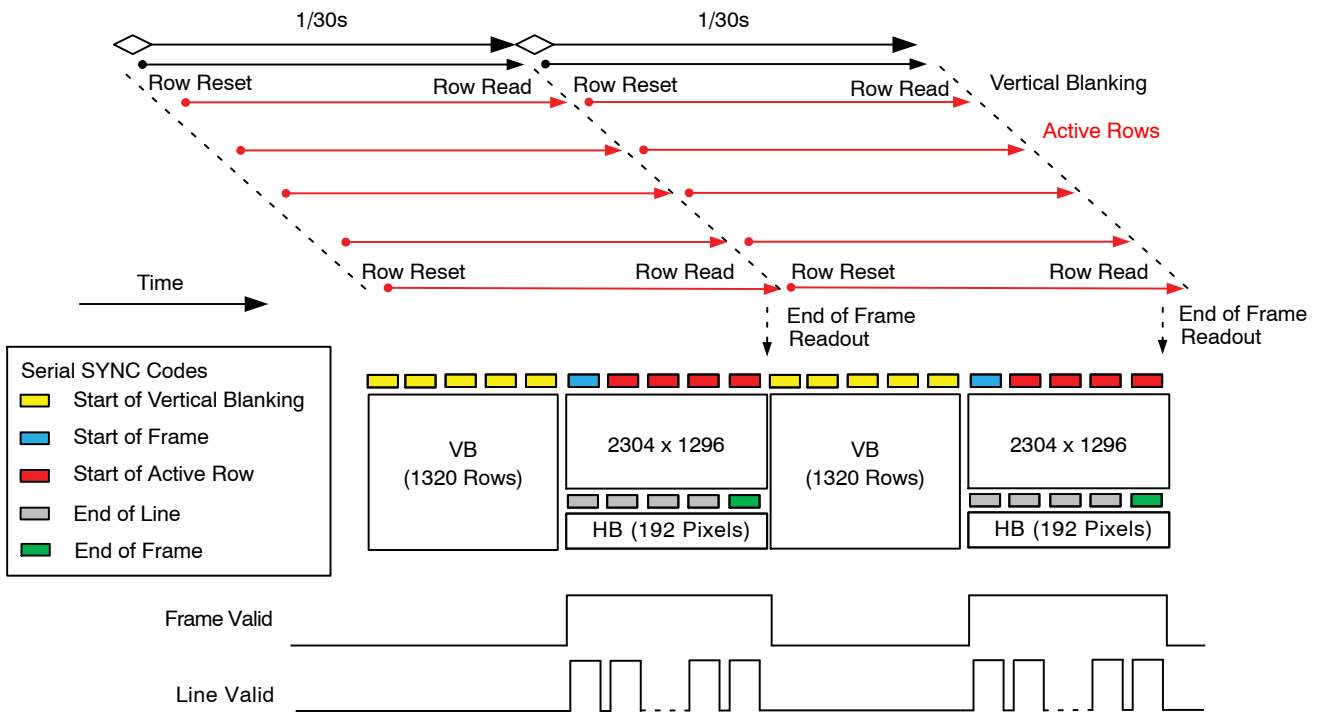 1/30s
1/30s
Row Reset
Row Read
Row Reset
Row Read
Vertical Blanking
Active Rows
Row Reset
Row Read
Row Reset
Row Read
Time
End of Frame
Readout
End of Frame
Readout
Serial SYNC Codes
Start of Vertical Blanking
Start of Frame
Start of Active Row
End of Line
End of Frame
VB
(1320 Rows)
2304 x 1296
HB (192 Pixels)
VB
(1320 Rows)
2304 x 1296
HB (192 Pixels)
Frame Valid
Line Valid